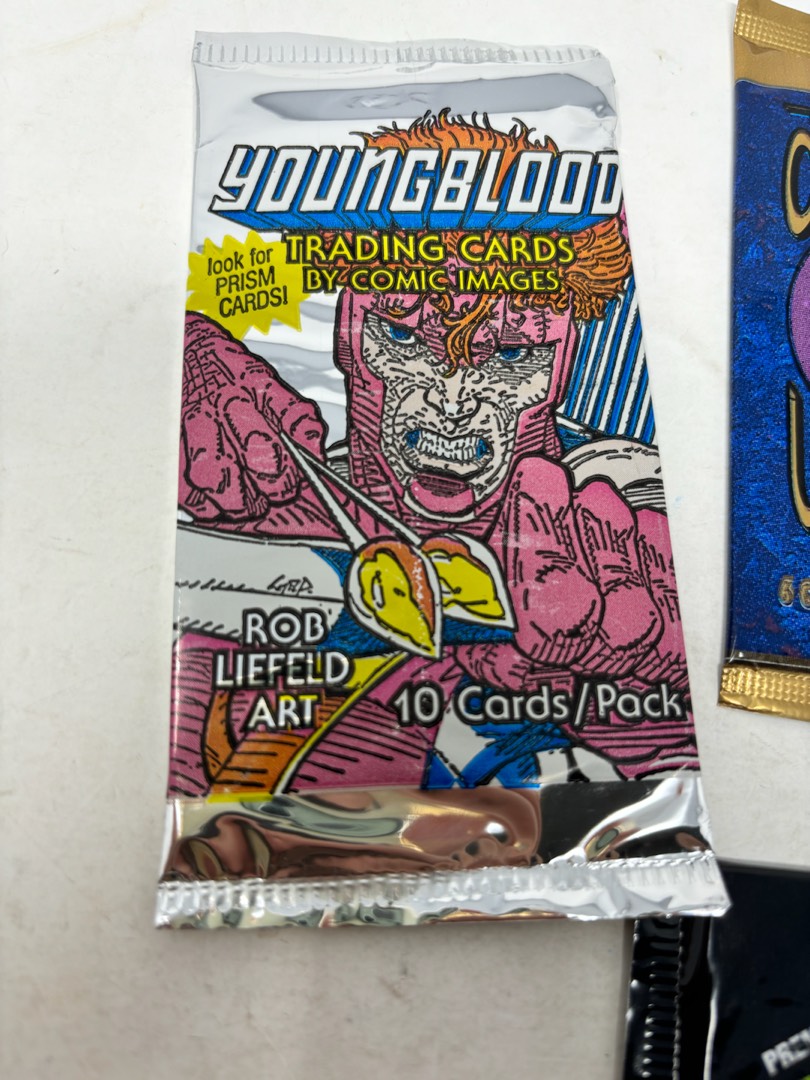 YOUNGBLOOD
TRADING CARDS
BY COMIC IMAGES
look for
PRISM
CARDS!
ROB
LIEFELD
ART
10 Cards/Pack